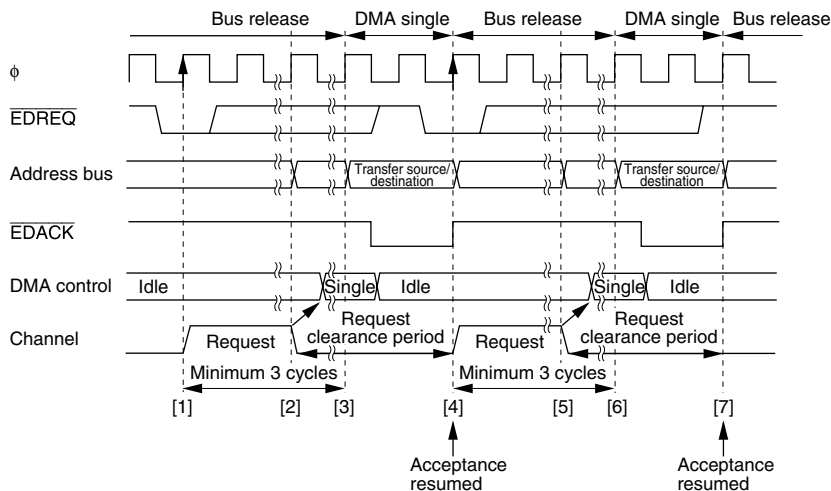 Bus release DMA single Bus release DMA single Bus release
ϕ
EDREQ
Address bus Transfer source/ destination Transfer source/ destination
EDACK
DMA control Idle Single Idle Single Idle
Channel Request Request clearance period Request Request clearance period
Minimum 3 cycles Minimum 3 cycles
[1] [2] [3] [4] [5] [6] [7]
Acceptance resumed Acceptance resumed